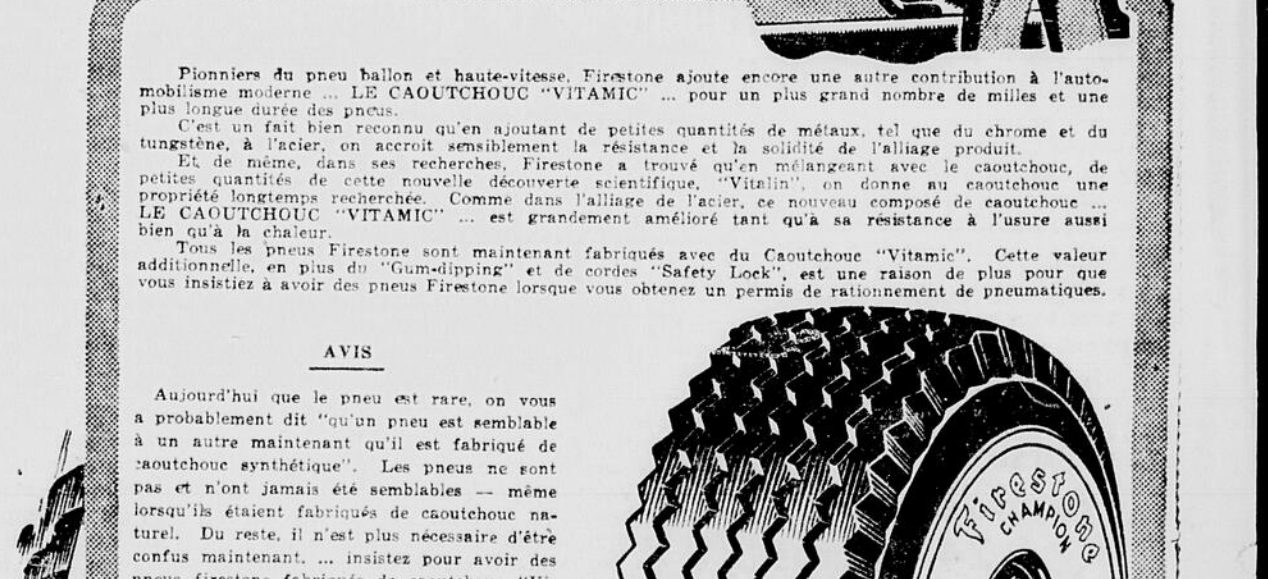 Pionniers du pneu ballon et haute-vitesse, Firestone ajoute encore une autre contribution à l'auto-
mobilisme moderne ... LE CAOUTCHOUC "VITAMIC" ... pour un plus grand nombre de milles et une
plus longue durée des pneus.
C'est un fait bien reconnu qu'en ajoutant de petites quantités de métaux, tel que du chrome et du
tungstène, à l'acier, on accroit sensiblement la résistance et la solidité de l'alliage produit.
Et de même, dans ses recherches, Firestone a trouvé qu'en mélangeant avec le caoutchouc, de
petites quantités de cette nouvelle découverte scientifique, "Vitalin", on donne au caoutchouc une
propriété longtemps recherchée. Comme dans l'alliage de l'acier, ce nouveau composé de caoutchouc ...
LE CAOUTCHOUC "VITAMIC" ... est grandement amélioré tant qu'à sa résistance à l'usure aussi
bien qu'à la chaleur.
Tous les pneus Firestone sont maintenant fabriqués avec du Caoutchouc "Vitamic". Cette valeur
additionnelle, en plus du "Gum-dipping" et de cordes "Safety Lock", est une raison de plus pour que
vous insistiez à avoir des pneus Firestone lorsque vous obtenez un permis de rationnement de pneumatiques.
AVIS
Aujourd'hui que le pneu est rare, on vous
a probablement dit "qu'un pneu est semblable
à un autre maintenant qu'il est fabriqué de
caoutchouc synthétique". Les pneus ne sont
pas et n'ont jamais été semblables — même
lorsqu'ils étaient fabriqués de caoutchouc na-
turel. Du reste, il n'est plus nécessaire d'être
confus maintenant. ... insistez pour avoir des
pneus firestone fabriqués de caoutchouc
Firestone
CHAMPION